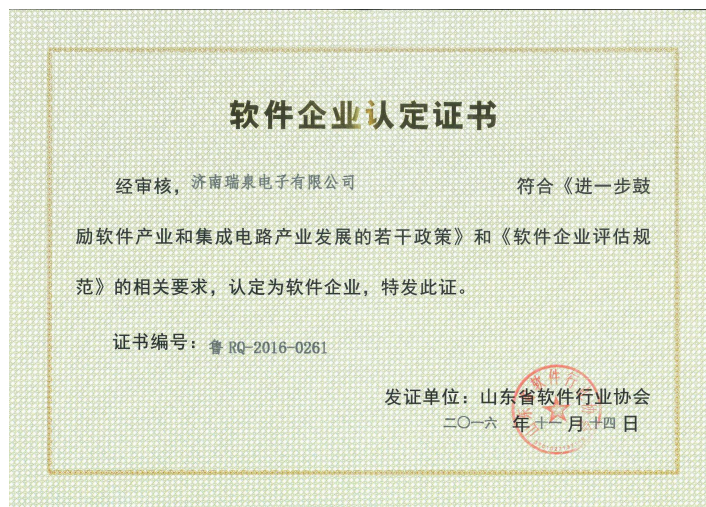 软件企业认定证书
经审核，济南瑞泉电子有限公司 符合《进一步鼓
励软件产业和集成电路产业发展的若干政策》和《软件企业评估规
范》的相关要求，认定为软件企业，特发此证。
证书编号：鲁 RQ-2016-0261
发证单位：山东省软件行业协会
二〇一六 年 十一 月 十四 日